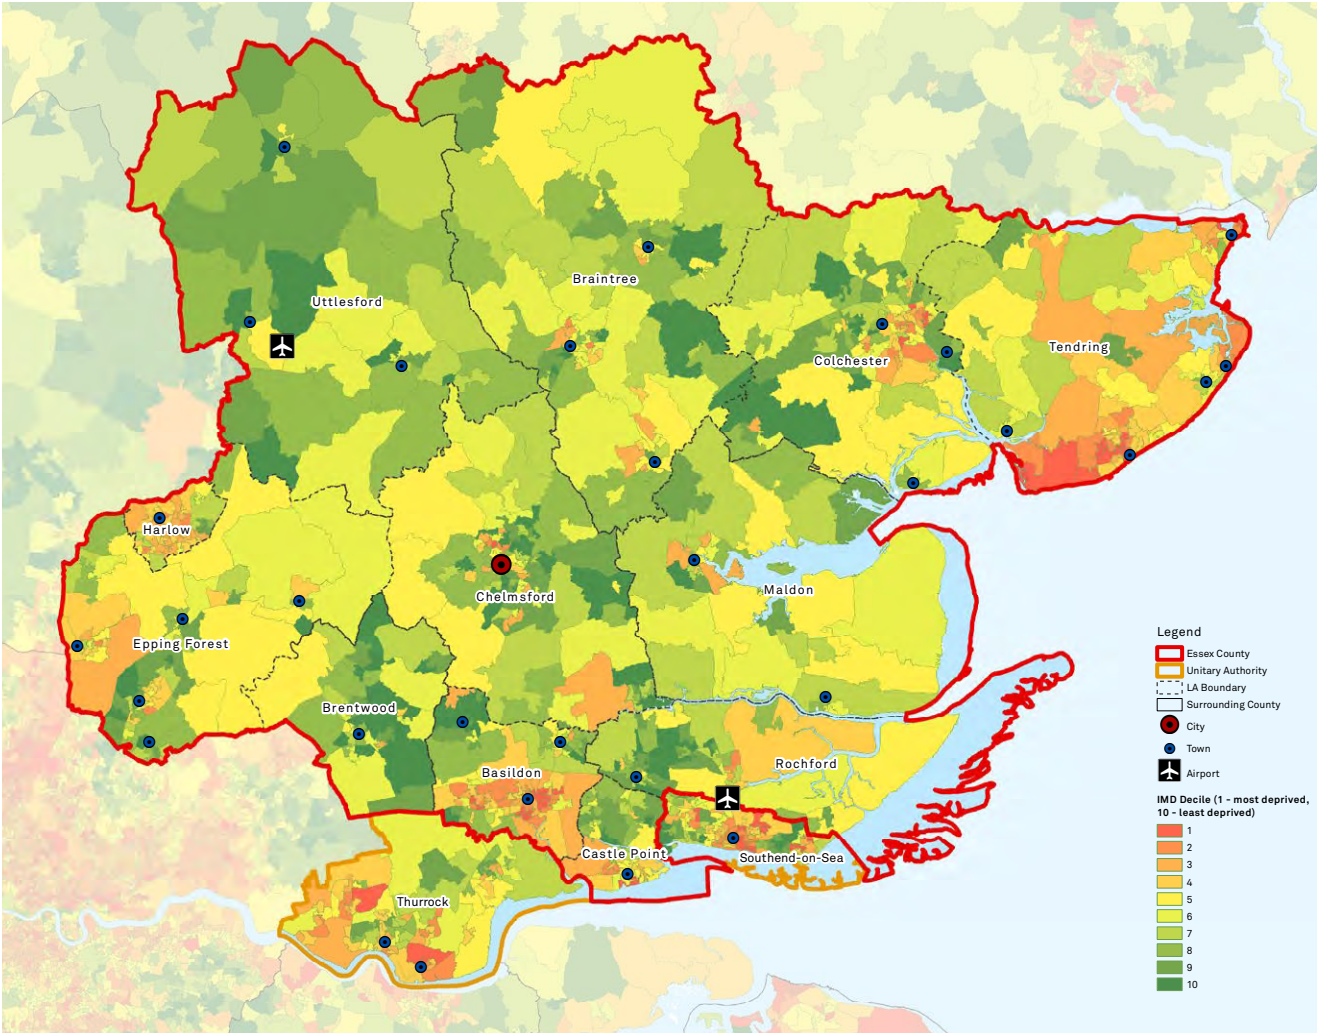 Uttlesford
Braintree
Colchester
Tendring
Harlow
Chelmsford
Maldon
Epping Forest
Brentwood
Basildon
Rochford
Castle Point
Southend-on-Sea
Thurrock
Legend
Essex County
Unitary Authority
LA Boundary
Surrounding County
City
Town
Airport
IMD Decile (1 - most deprived,
10 - least deprived)
1
2
3
4
5
6
7
8
9
10